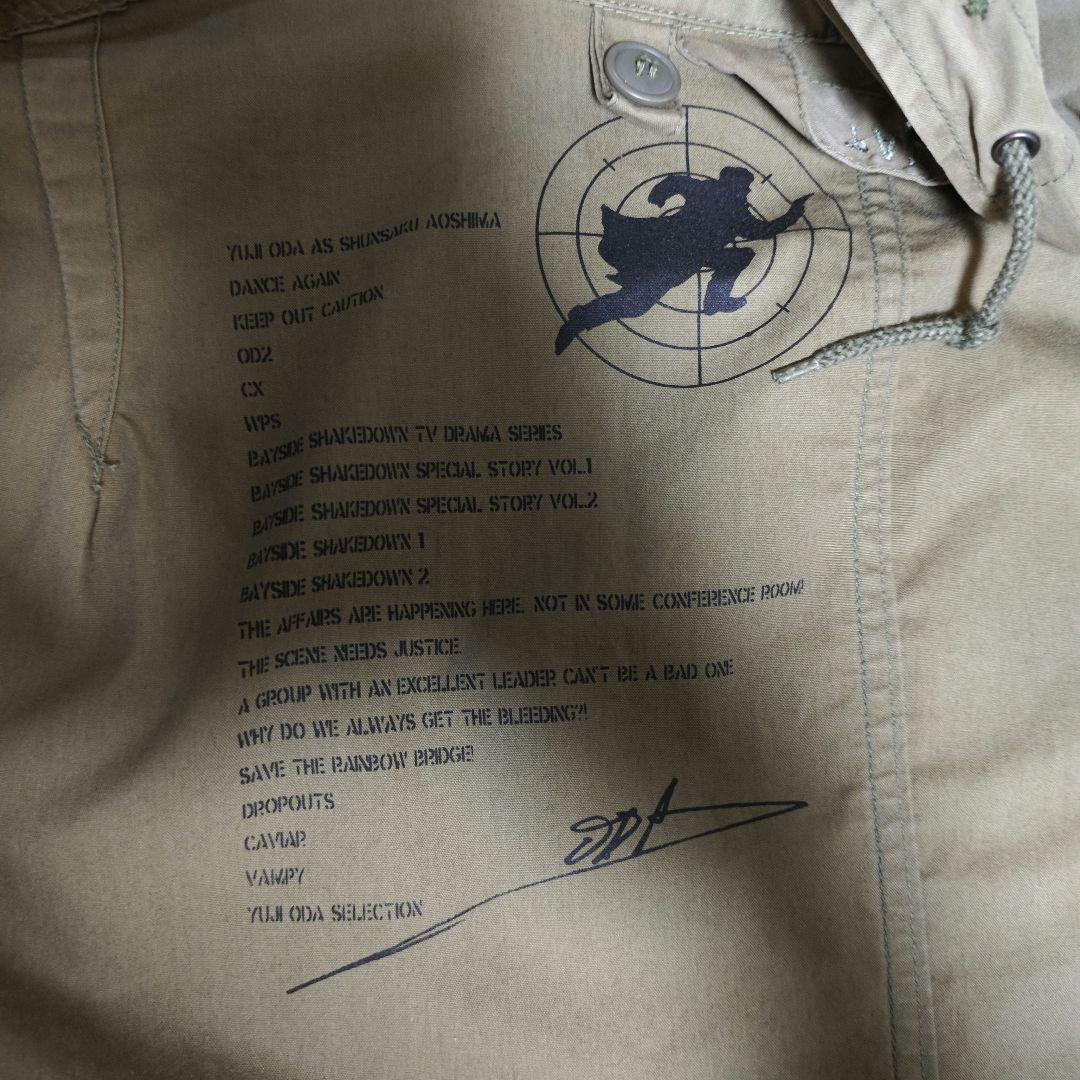 YUJI ODA AS SHUNSAKU AOSHIMA
DANCE AGAIN
KEEP OUT CAUTION
OD2
CX
WPS
BAYSIDE SHAKEDOWN TV DRAMA SERIES
BAYSIDE SHAKEDOWN SPECIAL STORY VOL.1
BAYSIDE SHAKEDOWN SPECIAL STORY VOL.2
BAYSIDE SHAKEDOWN 1
BAYSIDE SHAKEDOWN 2
THE AFFAIRS ARE HAPPENING HERE. NOT IN SOME CONFERENCE ROOM!
THE SCENE NEEDS JUSTICE
A GROUP WITH AN EXCELLENT LEADER CAN'T BE A BAD ONE
WHY DO WE ALWAYS GET THE BLEEDING?!
SAVE THE RAINBOW BRIDGE!
DROPOUTS
CAVIAR
VAMPY
YUJI ODA SELECTION
ODA